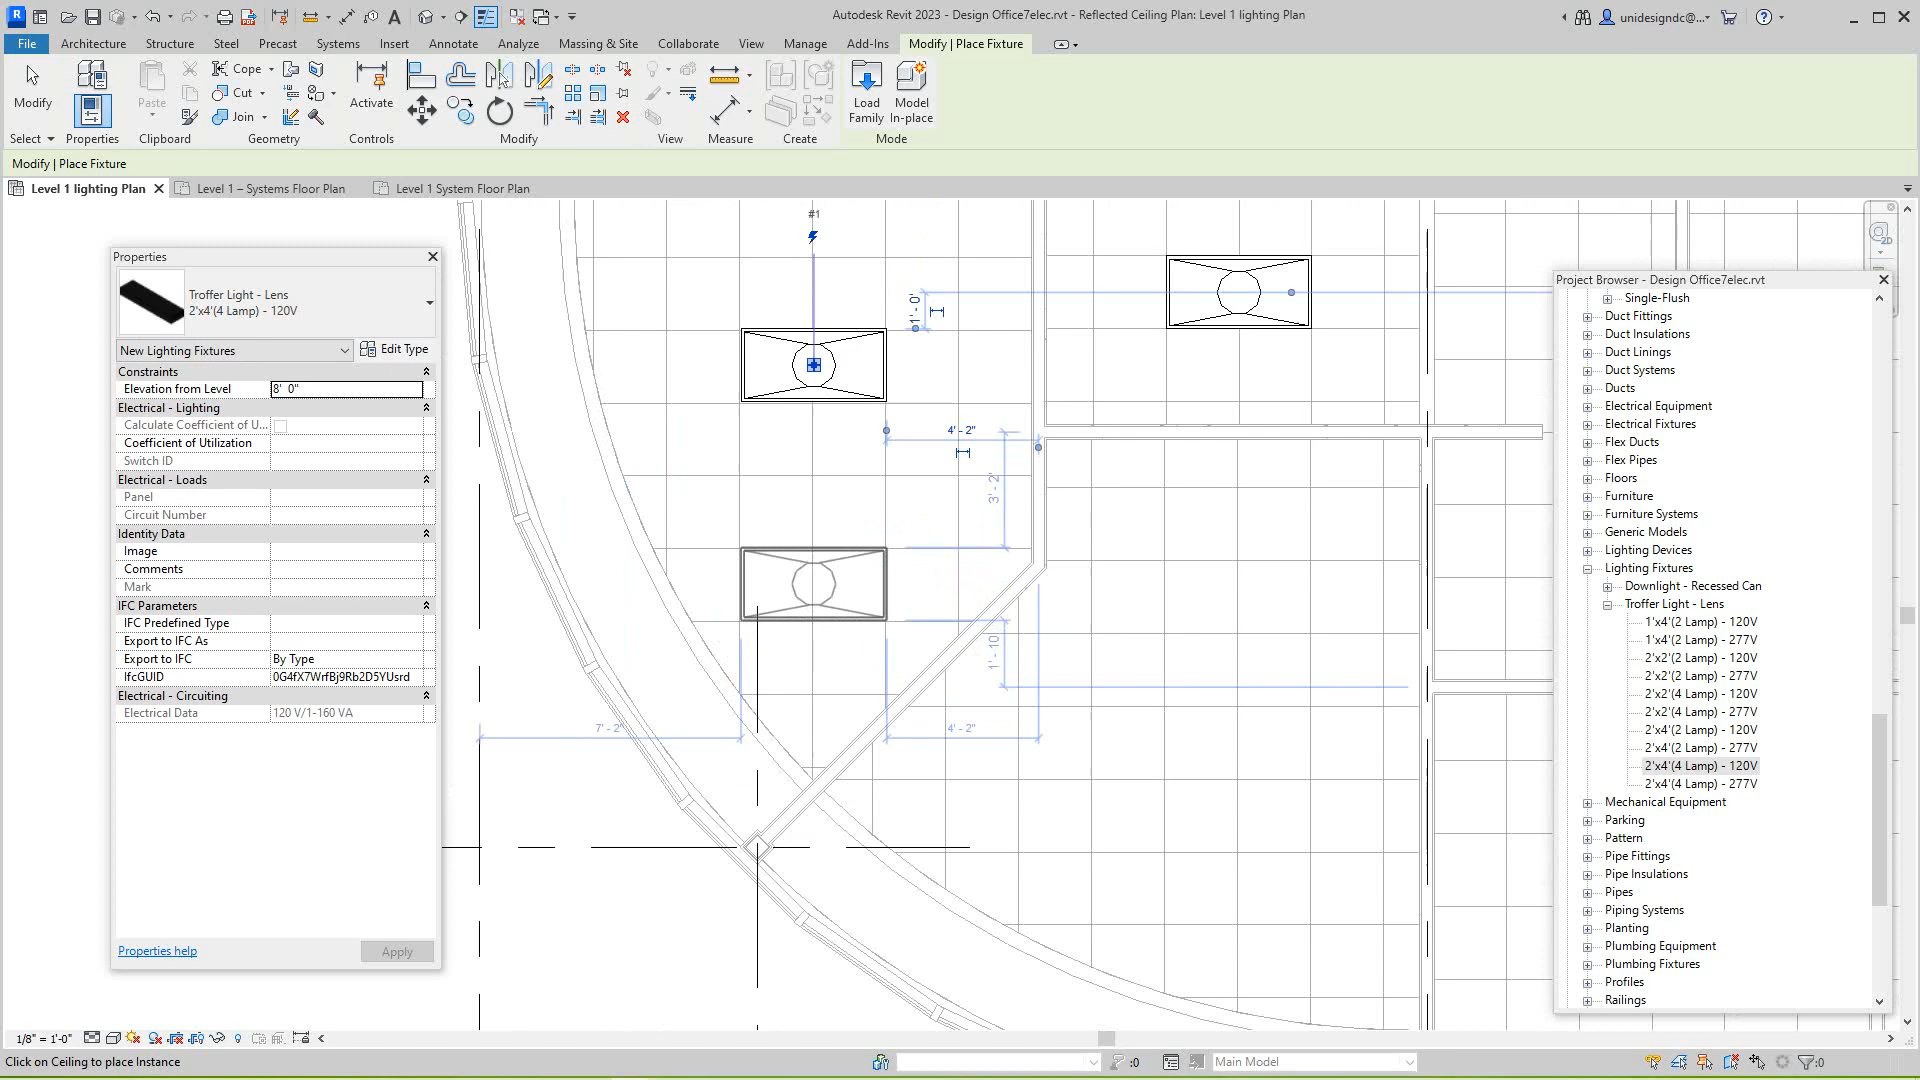 Autodesk Revit 2023 - Design Office7elec.rvt - Reflected Ceiling Plan: Level 1 lighting Plan
unidesigndc@...
File Architecture Structure Steel Precast Systems Insert Annotate Analyze Massing & Site Collaborate View Manage Add-Ins Modify | Place Fixture
Modify
Paste
Cope
Cut
Join
Activate
Load Family
Model In-place
Select Properties Clipboard Geometry Controls Modify View Measure Create Mode
Modify | Place Fixture
Level 1 lighting Plan
Level 1 – Systems Floor Plan
Level 1 System Floor Plan
Properties
Troffer Light - Lens
2'x4'(4 Lamp) - 120V
New Lighting Fixtures
Edit Type
Constraints
Elevation from Level 8' 0"
Electrical - Lighting
Calculate Coefficient of U...
Coefficient of Utilization
Switch ID
Electrical - Loads
Panel
Circuit Number
Identity Data
Image
Comments
Mark
IFC Parameters
IFC Predefined Type
Export to IFC As
Export to IFC By Type
IfcGUID 0G4fX7WrfBj9Rb2D5YUsrd
Electrical - Circuiting
Electrical Data 120 V/1-160 VA
Properties help
Apply
#1
1' - 0'
4' - 2"
3' - 2'
1' - 10
7' - 2"
4' - 2"
2D
Project Browser - Design Office7elec.rvt
Single-Flush
Duct Fittings
Duct Insulations
Duct Linings
Duct Systems
Ducts
Electrical Equipment
Electrical Fixtures
Flex Ducts
Flex Pipes
Floors
Furniture
Furniture Systems
Generic Models
Lighting Devices
Lighting Fixtures
Downlight - Recessed Can
Troffer Light - Lens
1'x4'(2 Lamp) - 120V
1'x4'(2 Lamp) - 277V
2'x2'(2 Lamp) - 120V
2'x2'(2 Lamp) - 277V
2'x2'(4 Lamp) - 120V
2'x2'(4 Lamp) - 277V
2'x4'(2 Lamp) - 120V
2'x4'(2 Lamp) - 277V
2'x4'(4 Lamp) - 120V
2'x4'(4 Lamp) - 277V
Mechanical Equipment
Parking
Pattern
Pipe Fittings
Pipe Insulations
Pipes
Piping Systems
Planting
Plumbing Equipment
Plumbing Fixtures
Profiles
Railings
1/8" = 1'-0"
Click on Ceiling to place Instance
:0
Main Model
:0